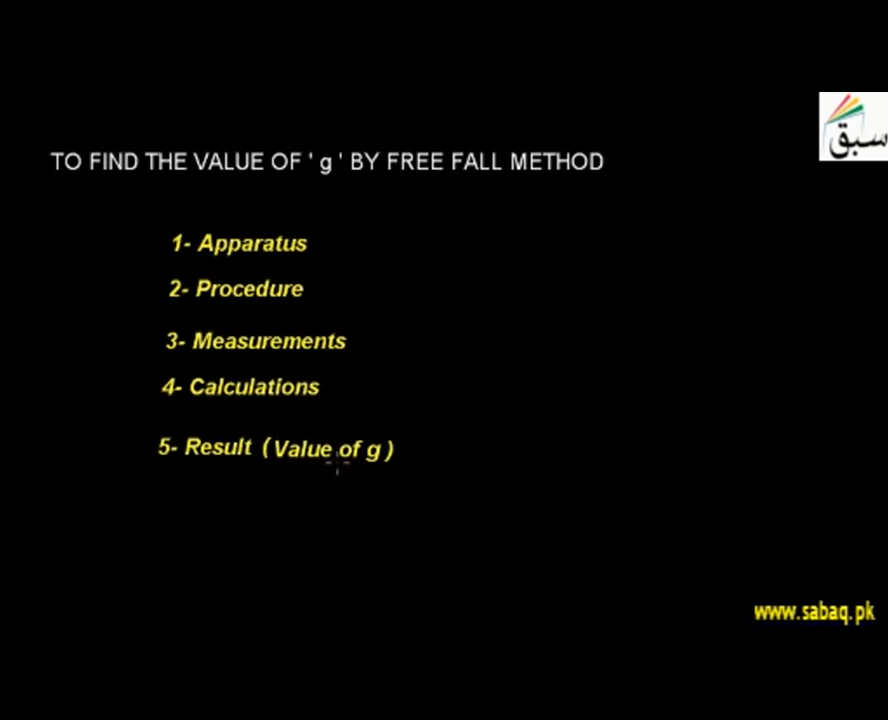 سبق
TO FIND THE VALUE OF ' g ' BY FREE FALL METHOD
1- Apparatus
2- Procedure
3- Measurements
4- Calculations
5- Result (Value of g)
www.sabaq.pk